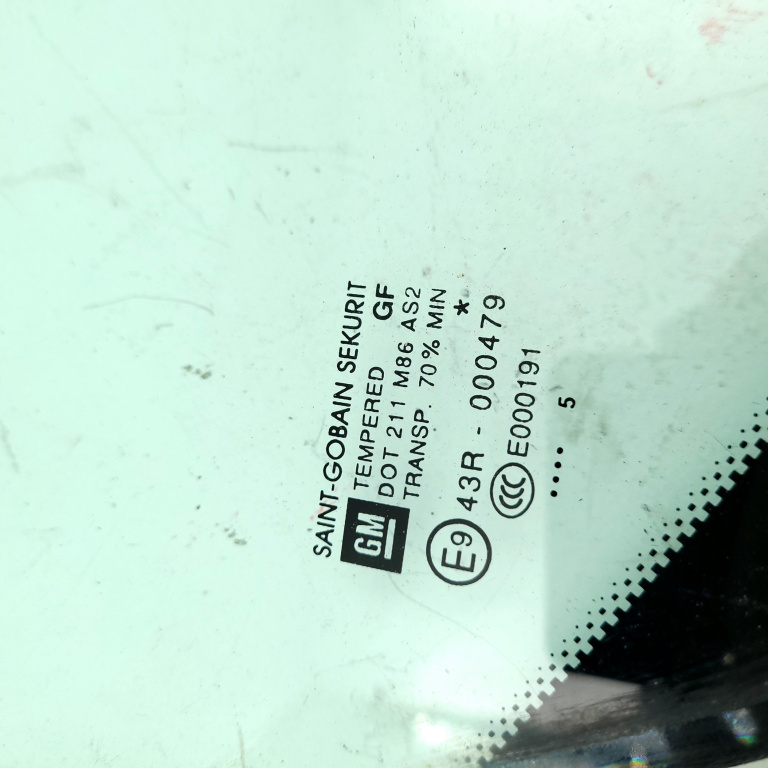 SAINT-GOBAIN SEKURIT
GM
TEMPERED GF
DOT 211 M86 AS2
TRANSP. 70% MIN
*
E9 43R - 000479
CCC E000191
.... 5